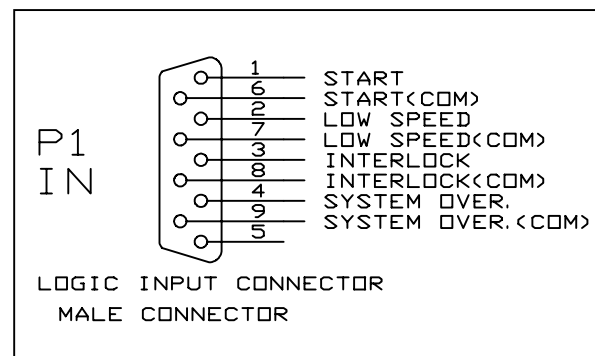 1 START
6 START(COM)
2 LOW SPEED
7 LOW SPEED(COM)
3 INTERLOCK
8 INTERLOCK(COM)
4 SYSTEM OVER.
9 SYSTEM OVER.(COM)
5
P1
IN
LOGIC INPUT CONNECTOR
MALE CONNECTOR